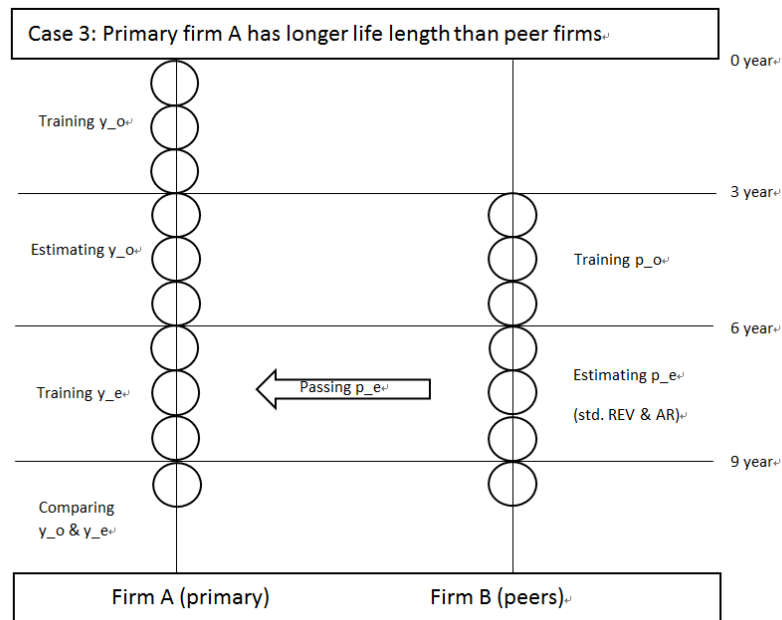 Case 3: Primary firm A has longer life length than peer firms
0 year
Training y_o
3 year
Estimating y_o
Training p_o
6 year
Training y_e
Passing p_e
Estimating p_e
(std. REV & AR)
9 year
Comparing
y_o & y_e
Firm A (primary)
Firm B (peers)